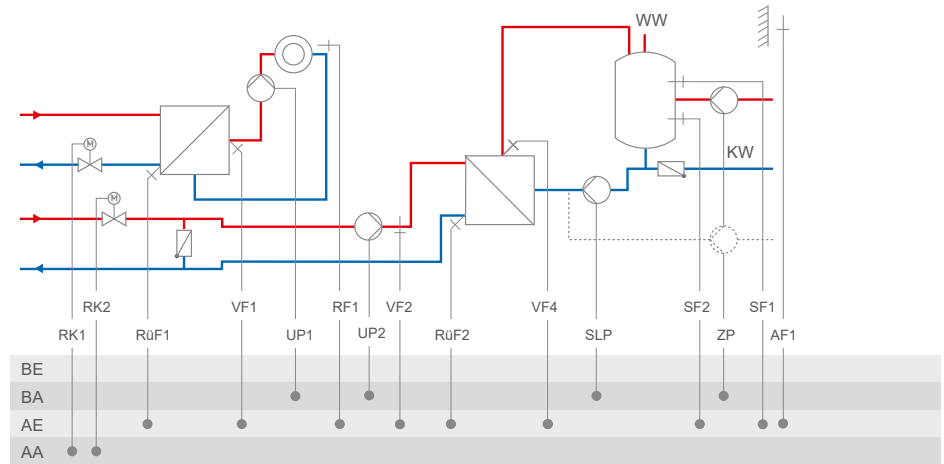 WW
M
KW
M
RK2 VF1 RF1 VF2 VF4 SF2 SF1
RK1 RüF1 UP1 UP2 RüF2 SLP ZP AF1
BE
BA
AE
AA